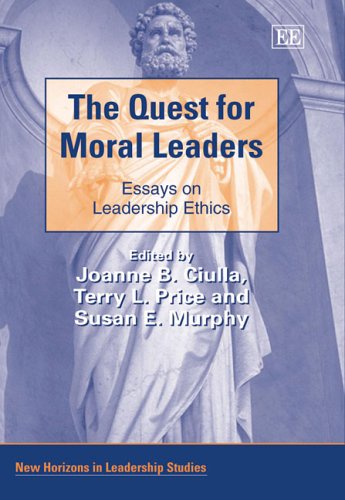 EE
The Quest for
Moral Leaders
Essays on
Leadership Ethics
Edited by
Joanne B. Ciulla,
Terry L. Price and
Susan E. Murphy
New Horizons in Leadership Studies